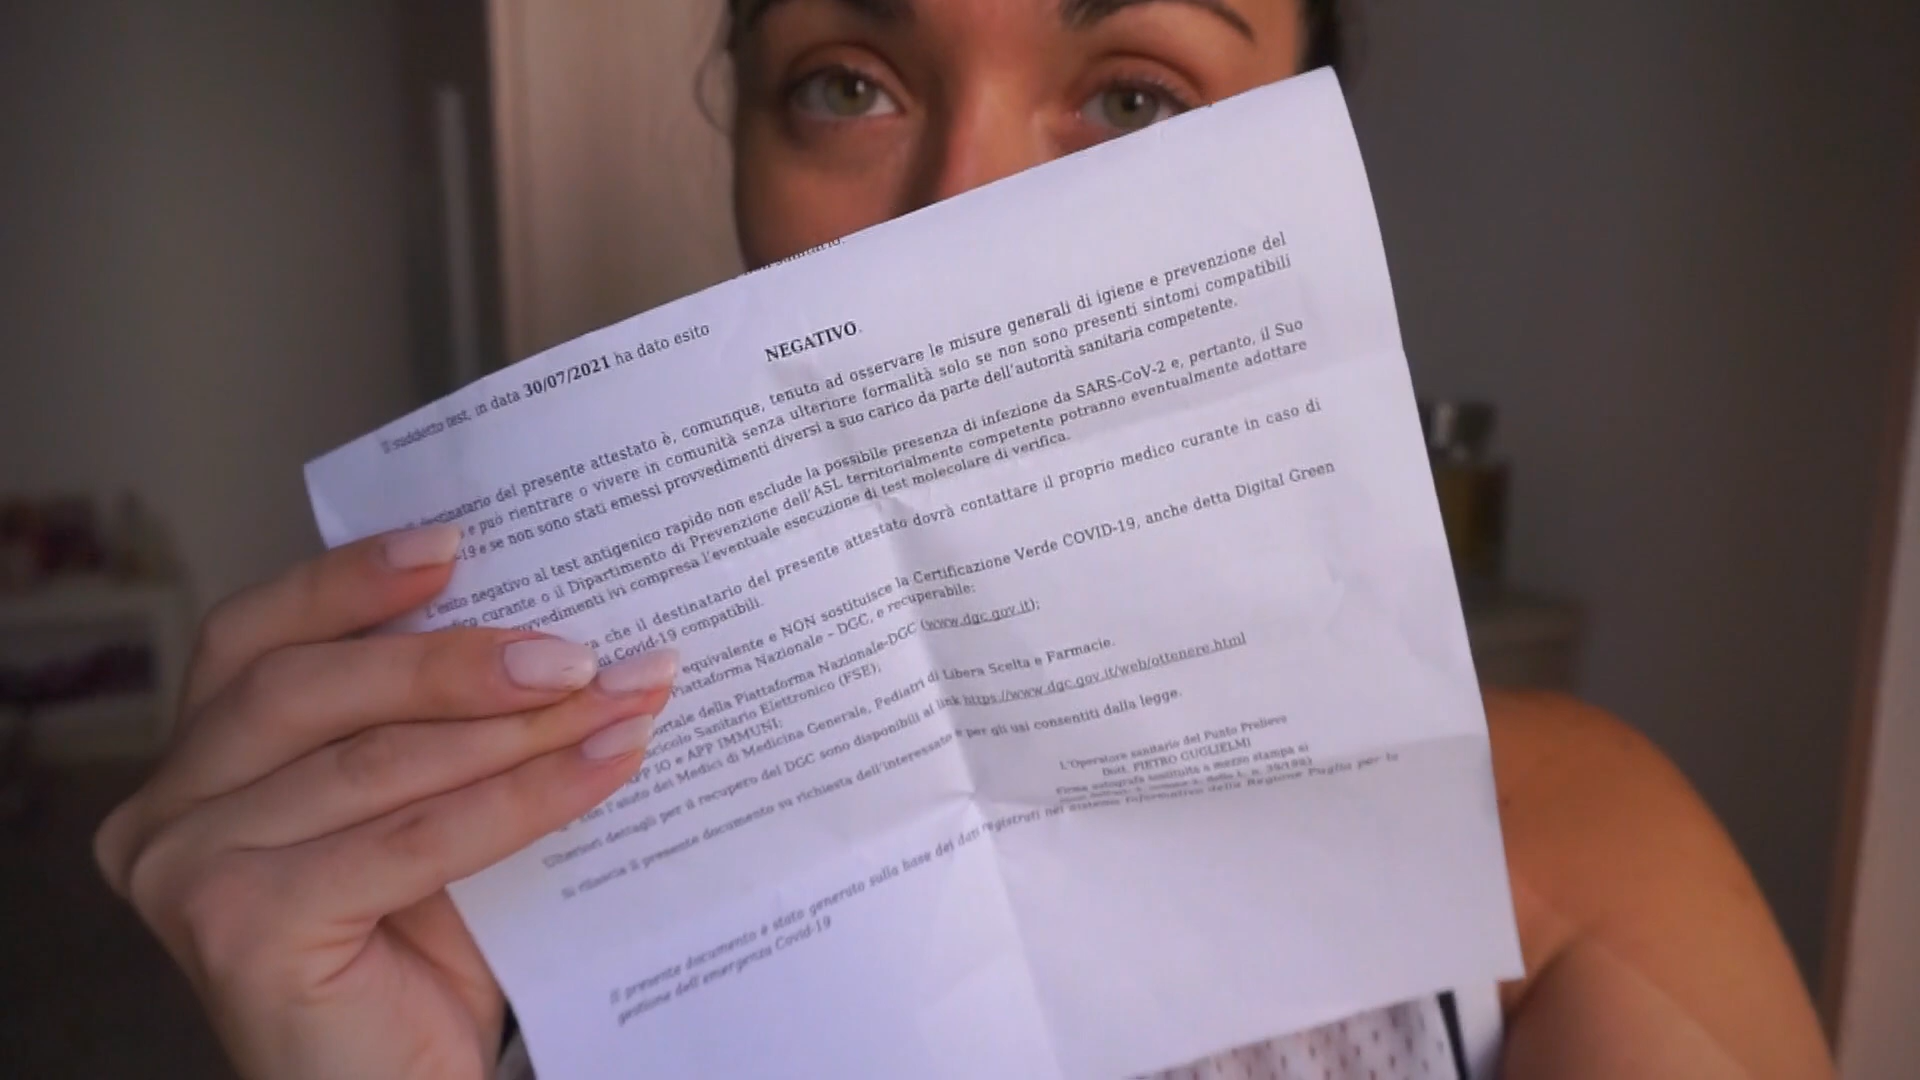 sanitario.
Il suddetto test, in data 30/07/2021 ha dato esito
NEGATIVO.
destinatario del presente attestato è, comunque, tenuto ad osservare le misure generali di igiene e prevenzione del
e può rientrare o vivere in comunità senza ulteriore formalità solo se non sono presenti sintomi compatibili
-19 e se non sono stati emessi provvedimenti diversi a suo carico da parte dell'autorità sanitaria competente.
L'esito negativo al test antigenico rapido non esclude la possibile presenza di infezione da SARS-CoV-2 e, pertanto, il Suo
curante o il Dipartimento di Prevenzione dell'ASL territorialmente competente potranno eventualmente adottare
provvedimenti ivi compresa l'eventuale esecuzione di test molecolare di verifica.
che il destinatario del presente attestato dovrà contattare il proprio medico curante in caso di
Covid-19 compatibili.
equivalente e NON sostituisce la Certificazione Verde COVID-19, anche detta Digital Green
Piattaforma Nazionale – DGC, e recuperabile:
della Piattaforma Nazionale-DGC (www.dgc.gov.it);
Sanitario Elettronico (FSE);
IO e APP IMMUNI;
l'aiuto dei Medici di Medicina Generale, Pediatri di Libera Scelta e Farmacie.
Ulteriori dettagli per il recupero del DGC sono disponibili al link https://www.dgc.gov.it/web/ottenere.html
Si rilascia il presente documento su richiesta dell'interessato e per gli usi consentiti dalla legge.
L'Operatore sanitario del Punto Prelievo
Dott. PIETRO GUGLIELMI
Firma autografa sostituita a mezzo stampa ai
Il presente documento è stato generato sulla base dei dati registrati nel sistema informativo della Regione Puglia per la
gestione dell'emergenza Covid-19